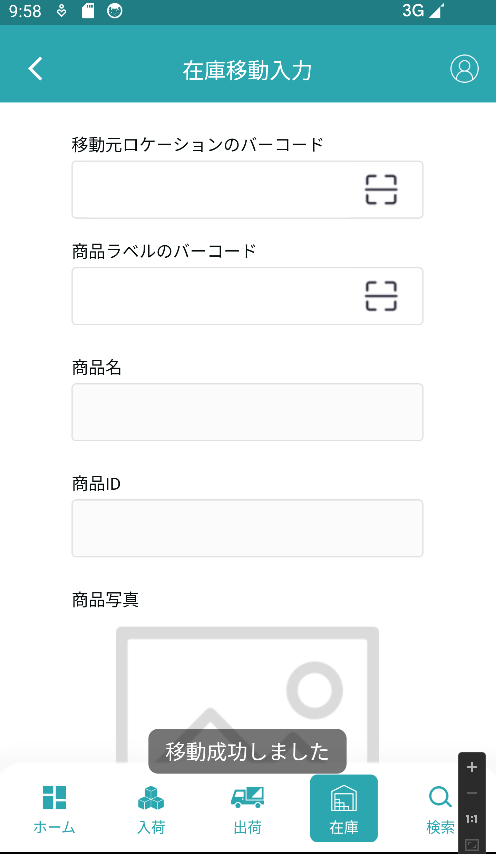 9:58
3G
在庫移動入力
移動元ロケーションのバーコード
商品ラベルのバーコード
商品名
商品ID
商品写真
移動成功しました
ホーム
入荷
出荷
在庫
検索
1:1